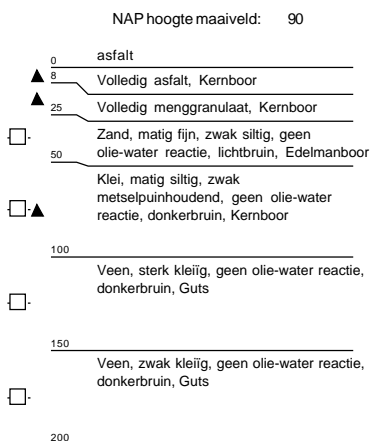 NAP hoogte maaiveld: 90
0 asfalt
8 Volledig asfalt, Kernboor
25 Volledig menggranulaat, Kernboor
Zand, matig fijn, zwak siltig, geen
olie-water reactie, lichtbruin, Edelmanboor
50
Klei, matig siltig, zwak
metselpuinhoudend, geen olie-water
reactie, donkerbruin, Kernboor
100
Veen, sterk kleiïg, geen olie-water reactie,
donkerbruin, Guts
150
Veen, zwak kleiïg, geen olie-water reactie,
donkerbruin, Guts
200